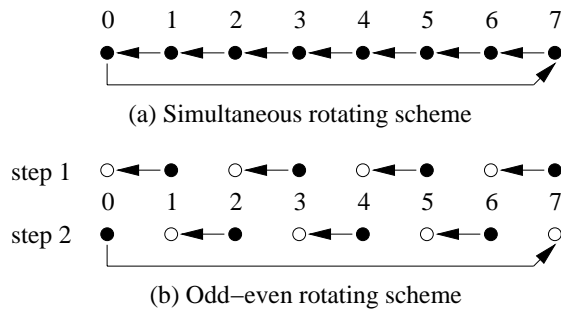 0 1 2 3 4 5 6 7
(a) Simultaneous rotating scheme
step 1
0 1 2 3 4 5 6 7
step 2
(b) Odd−even rotating scheme